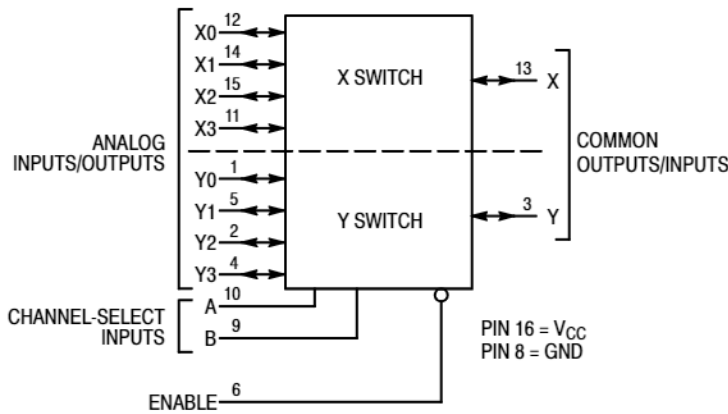 X0 12
X1 14
X2 15
X3 11
ANALOG
INPUTS/OUTPUTS
Y0 1
Y1 5
Y2 2
Y3 4
X SWITCH
Y SWITCH
13 X
3 Y
COMMON
OUTPUTS/INPUTS
CHANNEL-SELECT
INPUTS
A 10
B 9
ENABLE 6
PIN 16 = VCC
PIN 8 = GND